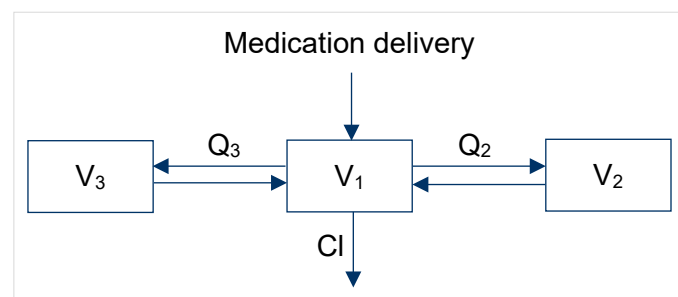 Medication delivery
Q₃ Q₂
V₃ V₁ V₂
Cl